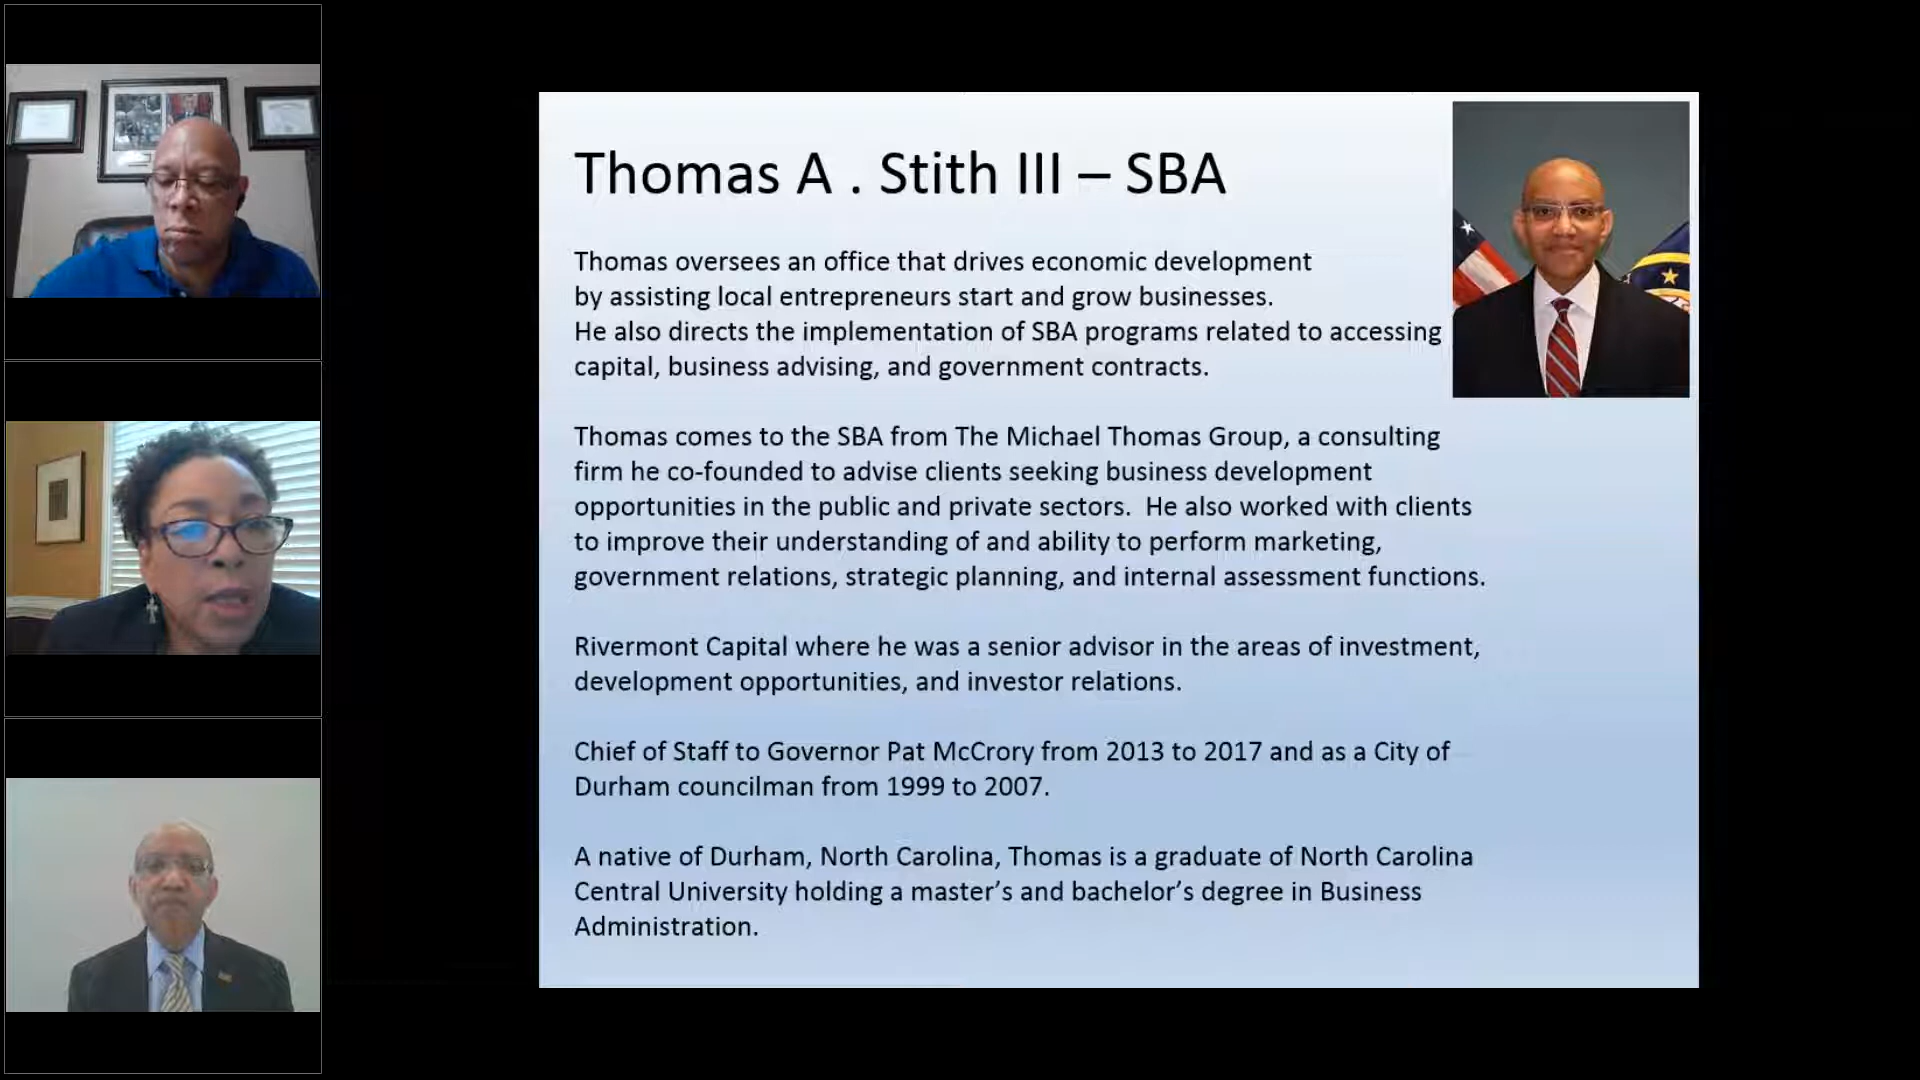 Thomas A . Stith III – SBA
Thomas oversees an office that drives economic development
by assisting local entrepreneurs start and grow businesses.
He also directs the implementation of SBA programs related to accessing
capital, business advising, and government contracts.
Thomas comes to the SBA from The Michael Thomas Group, a consulting
firm he co-founded to advise clients seeking business development
opportunities in the public and private sectors.  He also worked with clients
to improve their understanding of and ability to perform marketing,
government relations, strategic planning, and internal assessment functions.
Rivermont Capital where he was a senior advisor in the areas of investment,
development opportunities, and investor relations.
Chief of Staff to Governor Pat McCrory from 2013 to 2017 and as a City of
Durham councilman from 1999 to 2007.
A native of Durham, North Carolina, Thomas is a graduate of North Carolina
Central University holding a master’s and bachelor’s degree in Business
Administration.